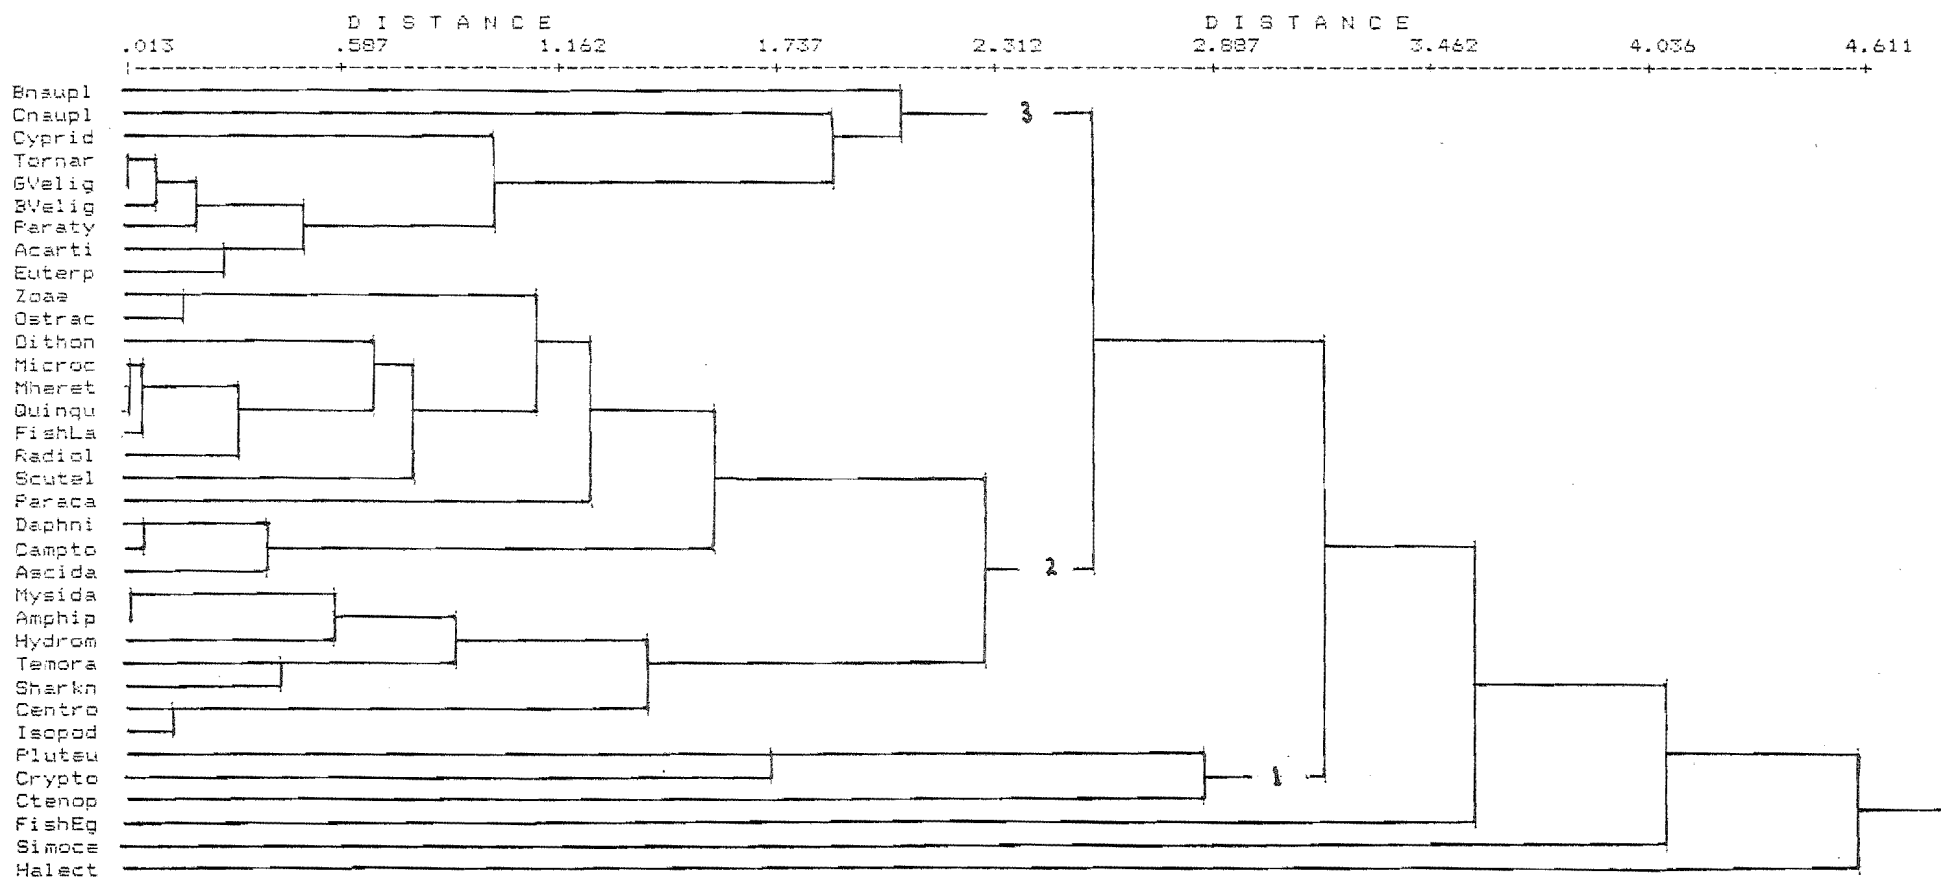 D I S T A N C E D I S T A N C E
.013 .587 1.162 1.737 2.312 2.887 3.462 4.036 4.611
Bnaupl
Cnaupl 3
Cyprid
Tornar
GVelig
BVelig
Paraty
Acarti
Euterp
Zoae
Ostrac
Oithon
Microc
Mheret
Quinqu
FishLa
Radiol
Scutel
Paraca
Daphni
Campto
Ascida 2
Mysida
Amphip
Hydrom
Temora
Sharkn
Centro
Isopod
Pluteu
Crypto 1
Ctenop
FishEg
Simoce
Halect